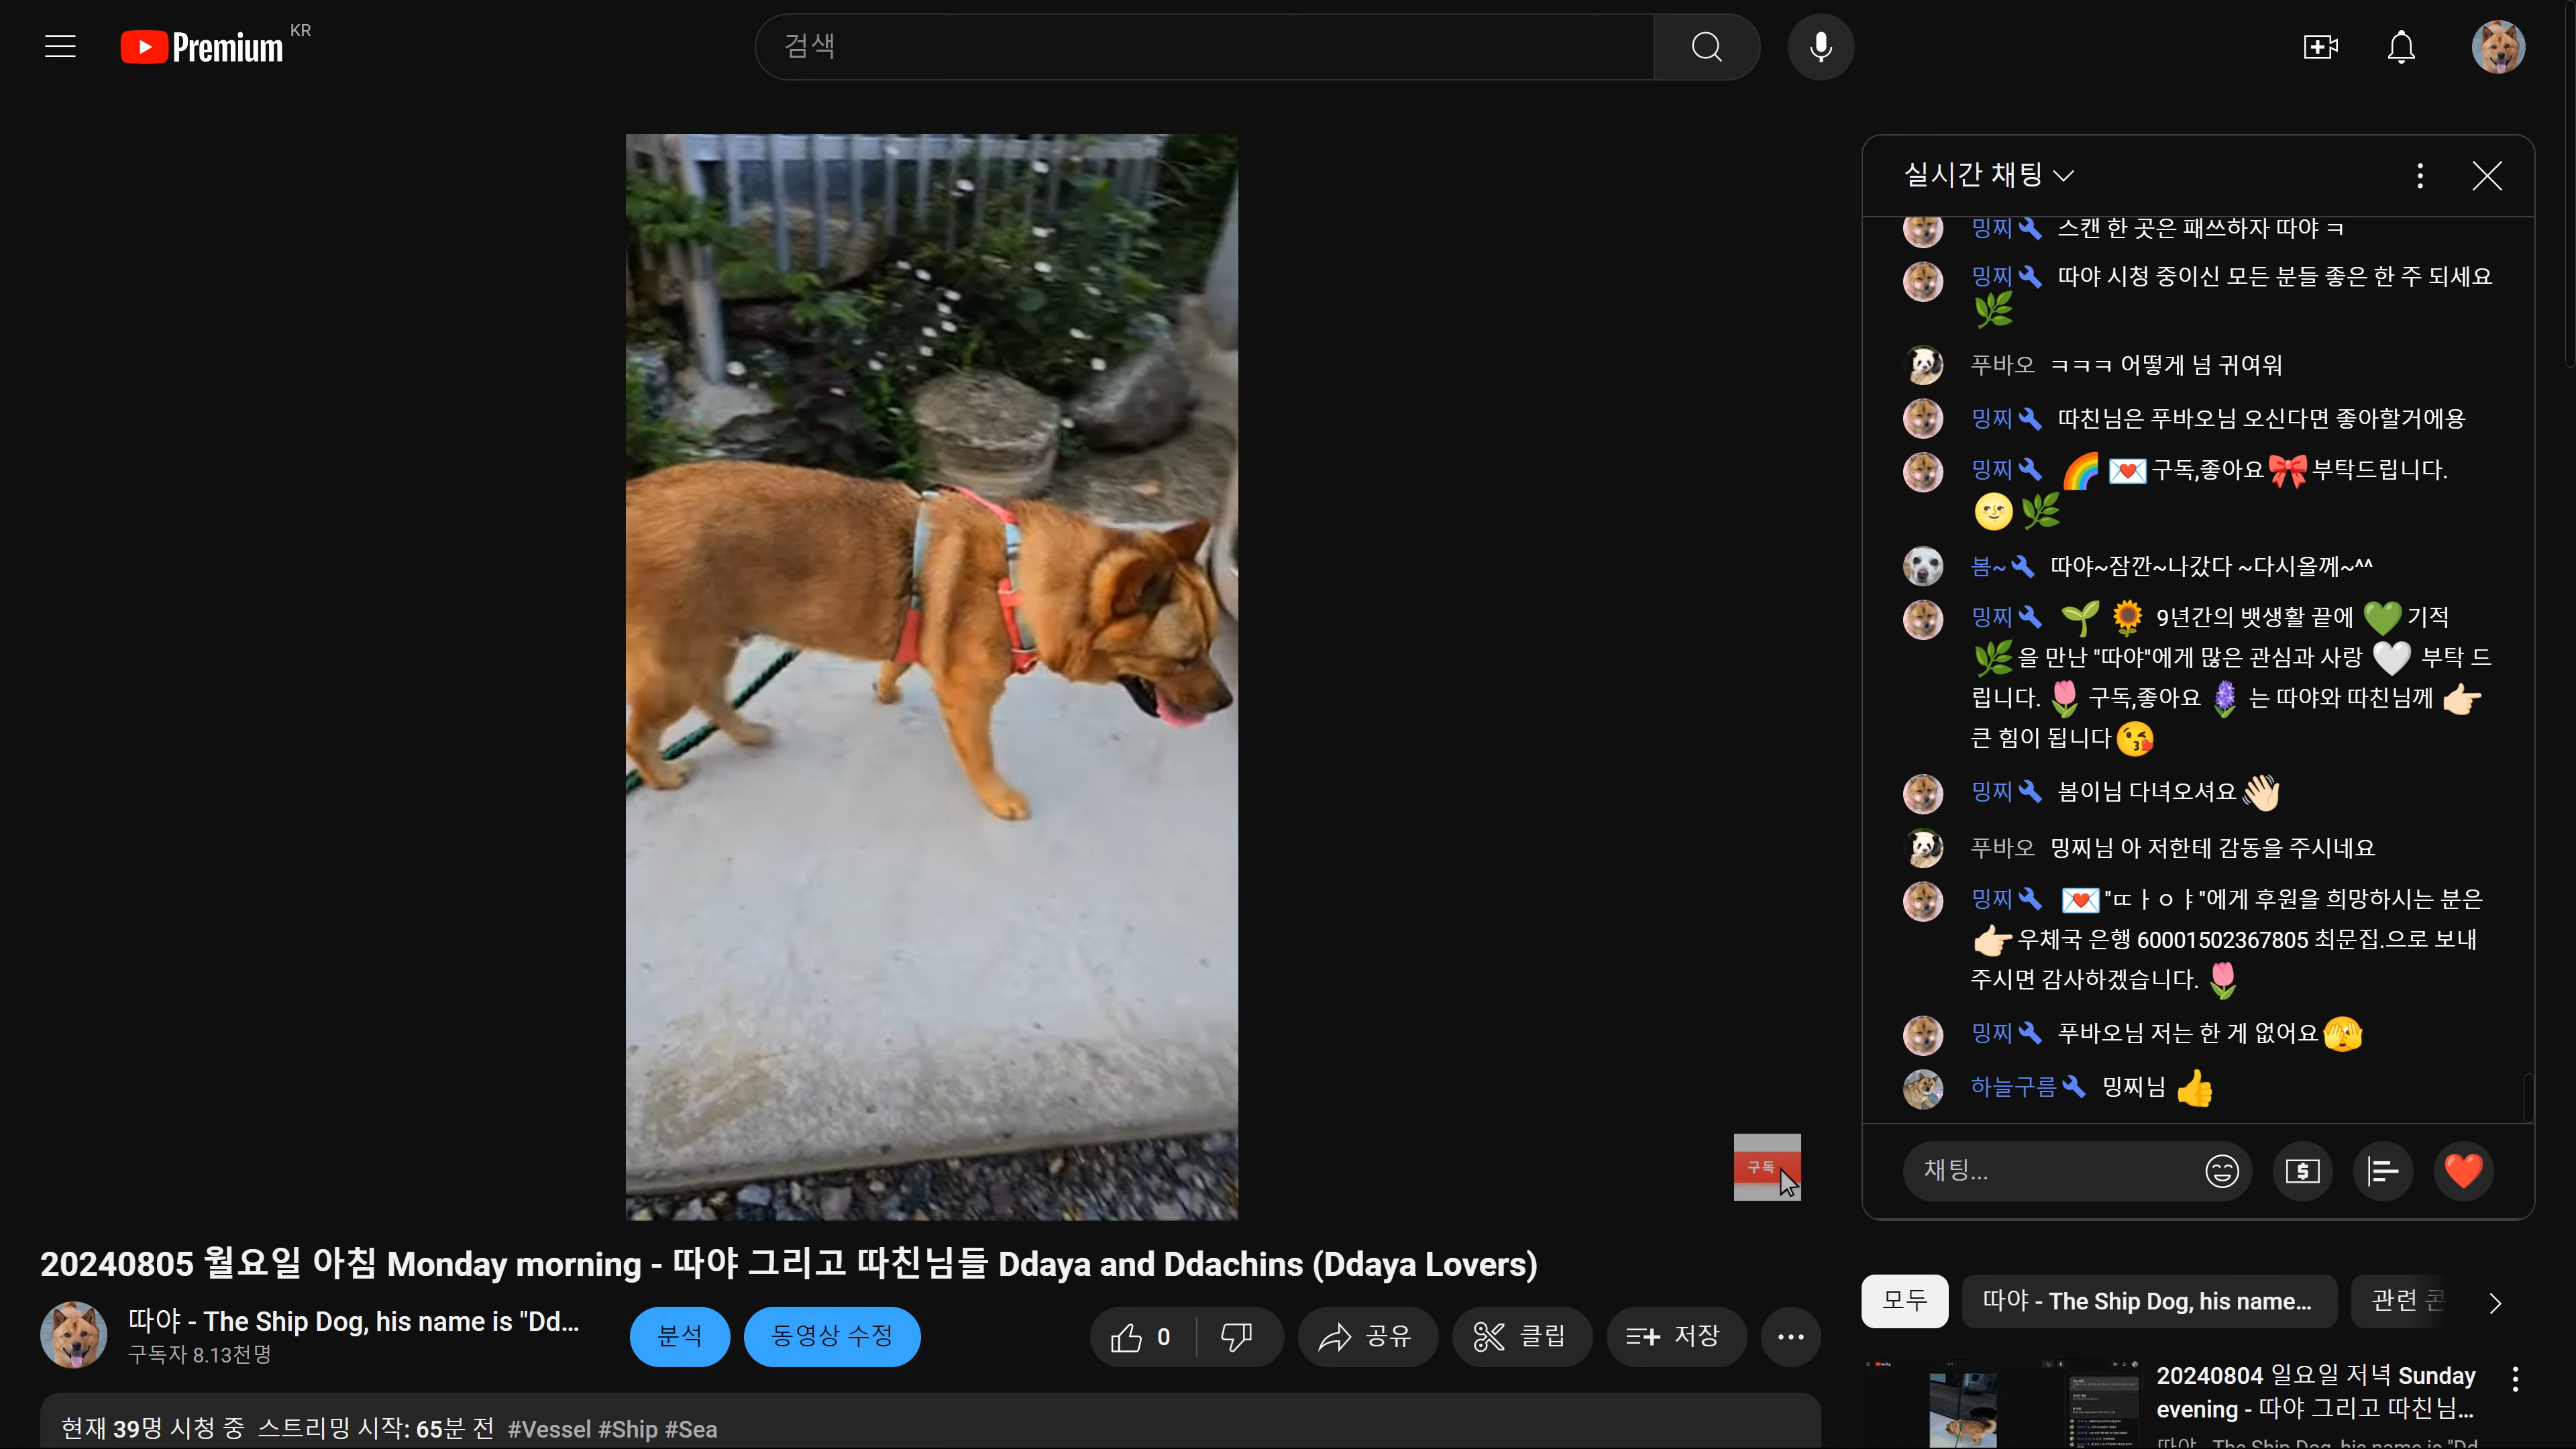 Premium KR
검색
실시간 채팅
밍찌 스캔 한 곳은 패쓰하자 따야 ㅋ
밍찌 따야 시청 중이신 모든 분들 좋은 한 주 되세요
🌿
푸바오 ㅋㅋㅋ 어떻게 넘 귀여워
밍찌 따친님은 푸바오님 오신다면 좋아할거에용
밍찌 🌈 💌구독,좋아요🎀부탁드립니다.
🌝🌿
봄~ 따야~잠깐~나갔다 ~다시올께~^^
밍찌 🌱 🌻 9년간의 뱃생활 끝에 💚기적
🌿을 만난 "따야"에게 많은 관심과 사랑 🤍 부탁 드
립니다.🌷 구독,좋아요 🪻 는 따야와 따친님께 👉🏻
큰 힘이 됩니다😘
밍찌 봄이님 다녀오셔요👋🏻
푸바오 밍찌님 아 저한테 감동을 주시네요
밍찌 💌"ㄸㅏㅇㅑ"에게 후원을 희망하시는 분은
👉🏻우체국 은행 60001502367805 최문집.으로 보내
주시면 감사하겠습니다. 🌷
밍찌 푸바오님 저는 한 게 없어요🫣
하늘구름 밍찌님 👍
채팅...
구독
20240805 월요일 아침 Monday morning - 따야 그리고 따친님들 Ddaya and Ddachins (Ddaya Lovers)
따야 - The Ship Dog, his name is "Dd...
구독자 8.13천명
분석
동영상 수정
0
공유
클립
저장
현재 39명 시청 중 스트리밍 시작: 65분 전 #Vessel #Ship #Sea
모두
따야 - The Ship Dog, his name...
관련 콘
20240804 일요일 저녁 Sunday
evening - 따야 그리고 따친님...
따야 - The Ship Dog, his name is "Dd